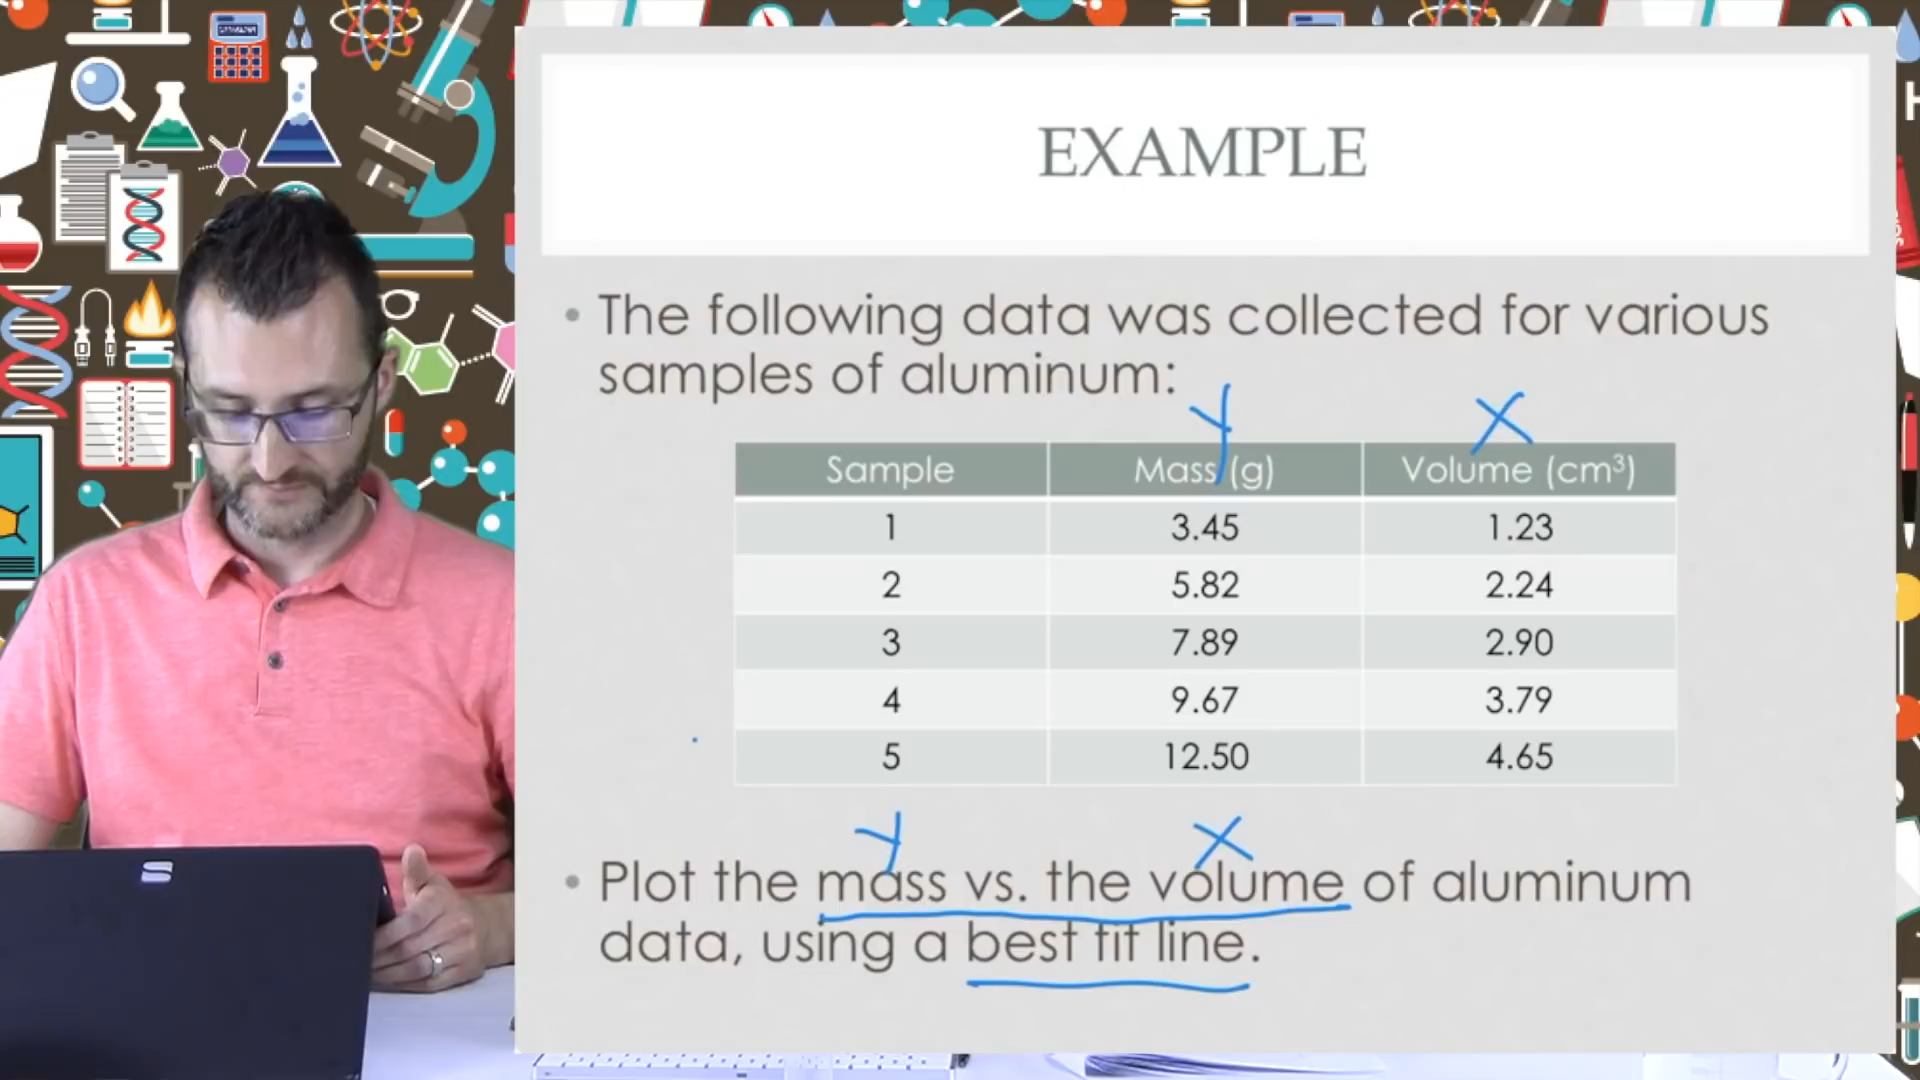 EXAMPLE
• The following data was collected for various
samples of aluminum:
Y X
Sample Mass (g) Volume (cm³)
1 3.45 1.23
2 5.82 2.24
3 7.89 2.90
4 9.67 3.79
5 12.50 4.65
Y X
• Plot the mass vs. the volume of aluminum
data, using a best fit line.